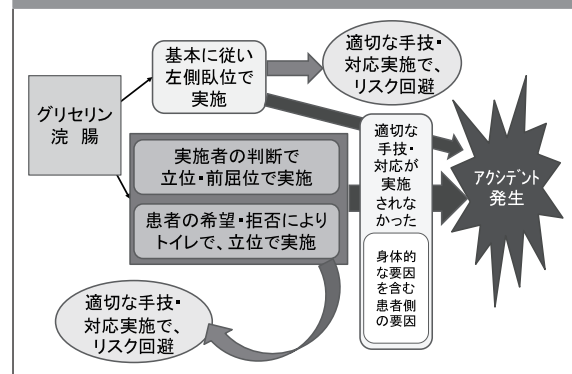 グリセリン
浣 腸
基本に従い
左側臥位で
実施
適切な手技・
対応実施で、
リスク回避
実施者の判断で
立位・前屈位で実施
患者の希望・拒否により
トイレで、立位で実施
適切な
手技・
対応が
実施
されな
かった
身体的
な要因
を含む
患者側
の要因
アクシデント
発生
適切な手技・
対応実施で、
リスク回避